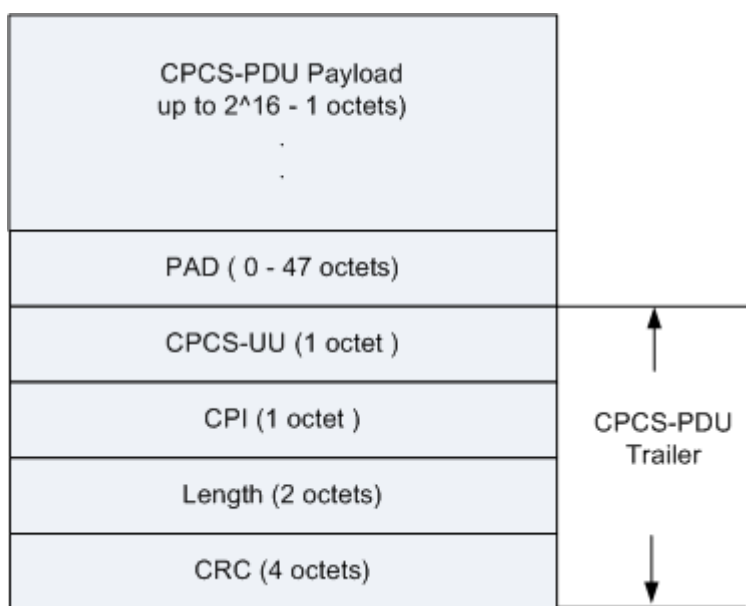 CPCS-PDU Payload
up to 2^16 - 1 octets)
.
.
PAD ( 0 - 47 octets)
CPCS-UU (1 octet )
CPI (1 octet )
CPCS-PDU
Trailer
Length (2 octets)
CRC (4 octets)